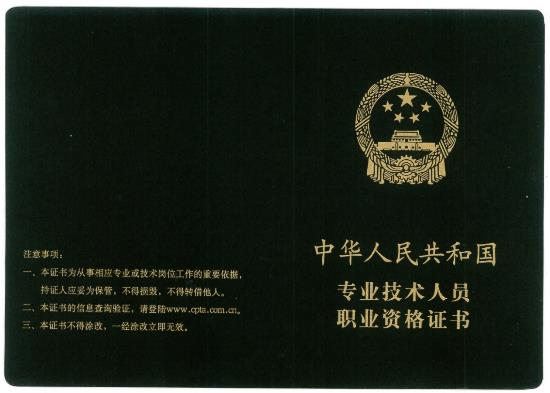 注意事项：
一、本证书为从事相应专业或技术岗位工作的重要依据，
持证人应妥为保管，不得损毁，不得转借他人。
二、本证书的信息查询验证，请登陆www.cpta.com.cn。
三、本证书不得涂改，一经涂改立即无效。
中华人民共和国
专业技术人员
职业资格证书